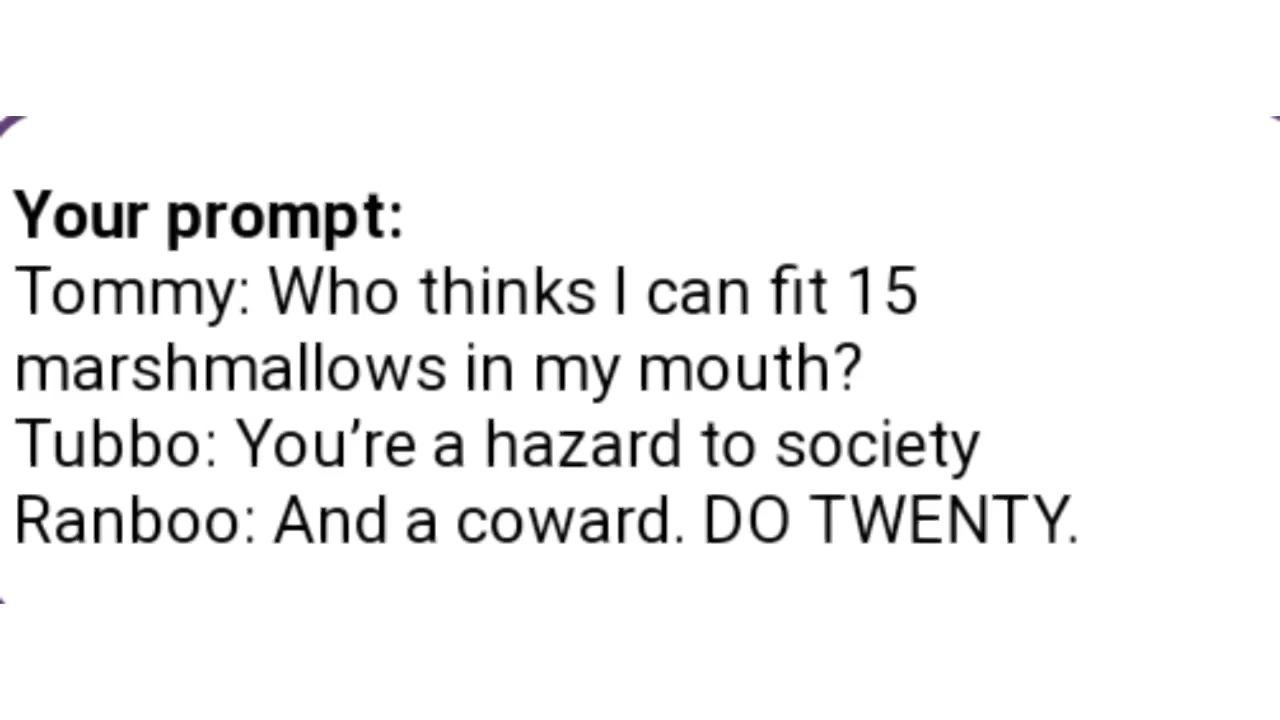 Your prompt:
Tommy: Who thinks I can fit 15
marshmallows in my mouth?
Tubbo: You’re a hazard to society
Ranboo: And a coward. DO TWENTY.